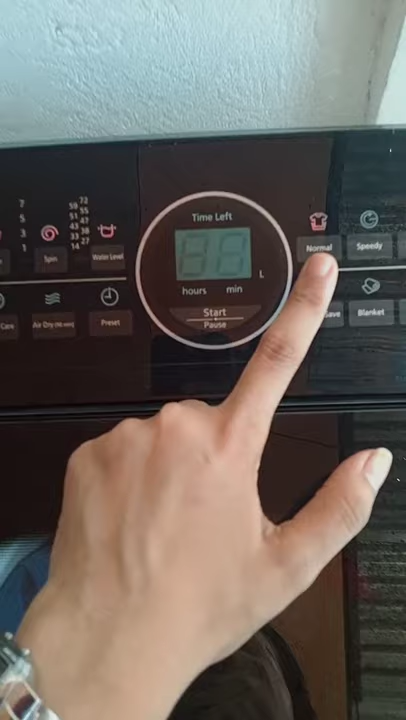 7
5
3
1
59 72
51 55
43 47
33 38
14 27
Time Left
Spin
Water Level
Normal
Speedy
hours min
L
Care
Air Dry
Preset
Start
Pause
Save
Blanket